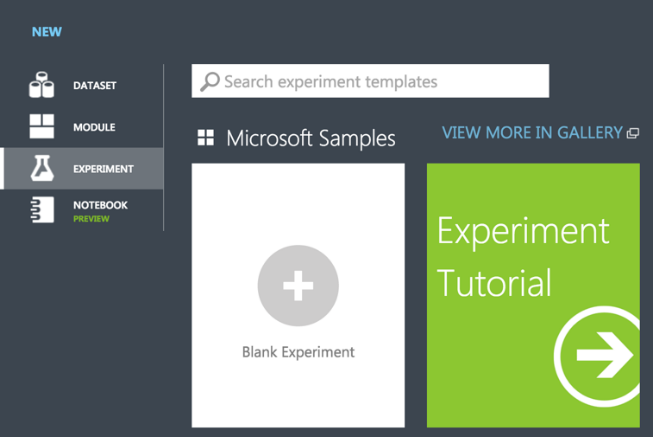 NEW
DATASET
MODULE
EXPERIMENT
NOTEBOOK
PREVIEW
Search experiment templates
Microsoft Samples
VIEW MORE IN GALLERY
Blank Experiment
Experiment
Tutorial